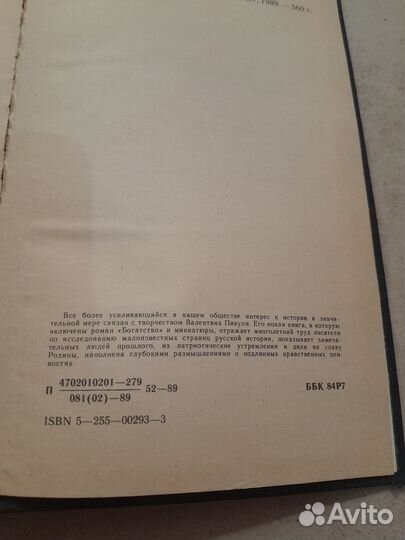 1989.— 560 с.
Все более усиливающийся в нашем обществе интерес к истории в значи-
тельной мере связан с творчеством Валентина Пикуля. Его новая книга, в которую
включены роман «Богатство» и миниатюры, отражает многолетний труд писателя
по исследованию малоизвестных страниц русской истории, показывает замеча-
тельных людей прошлого, их патриотические устремления и дела во славу
Родины, наполнена глубокими размышлениями о подлинных нравственных цен-
ностях.
П 4702010201—279 52—89 ББК 84Р7
081(02)—89
ISBN 5—255—00293—3
Avito